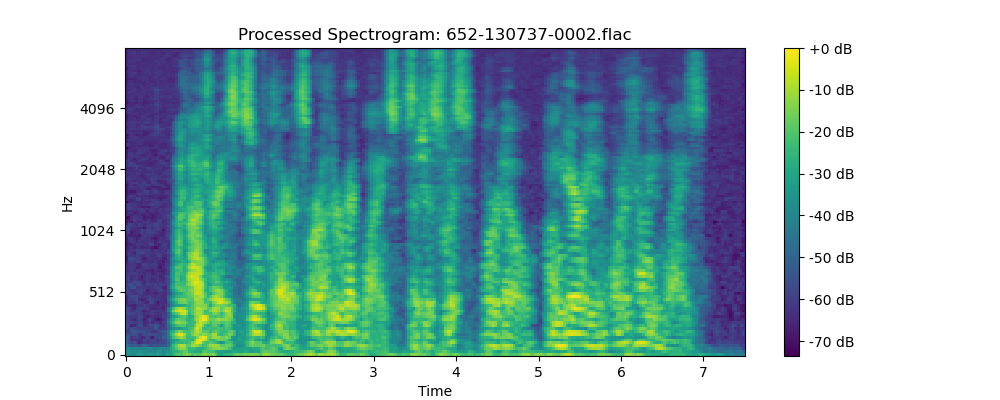 Processed Spectrogram: 652-130737-0002.flac
Hz
4096
2048
1024
512
0
0 1 2 3 4 5 6 7
Time
+0 dB
-10 dB
-20 dB
-30 dB
-40 dB
-50 dB
-60 dB
-70 dB